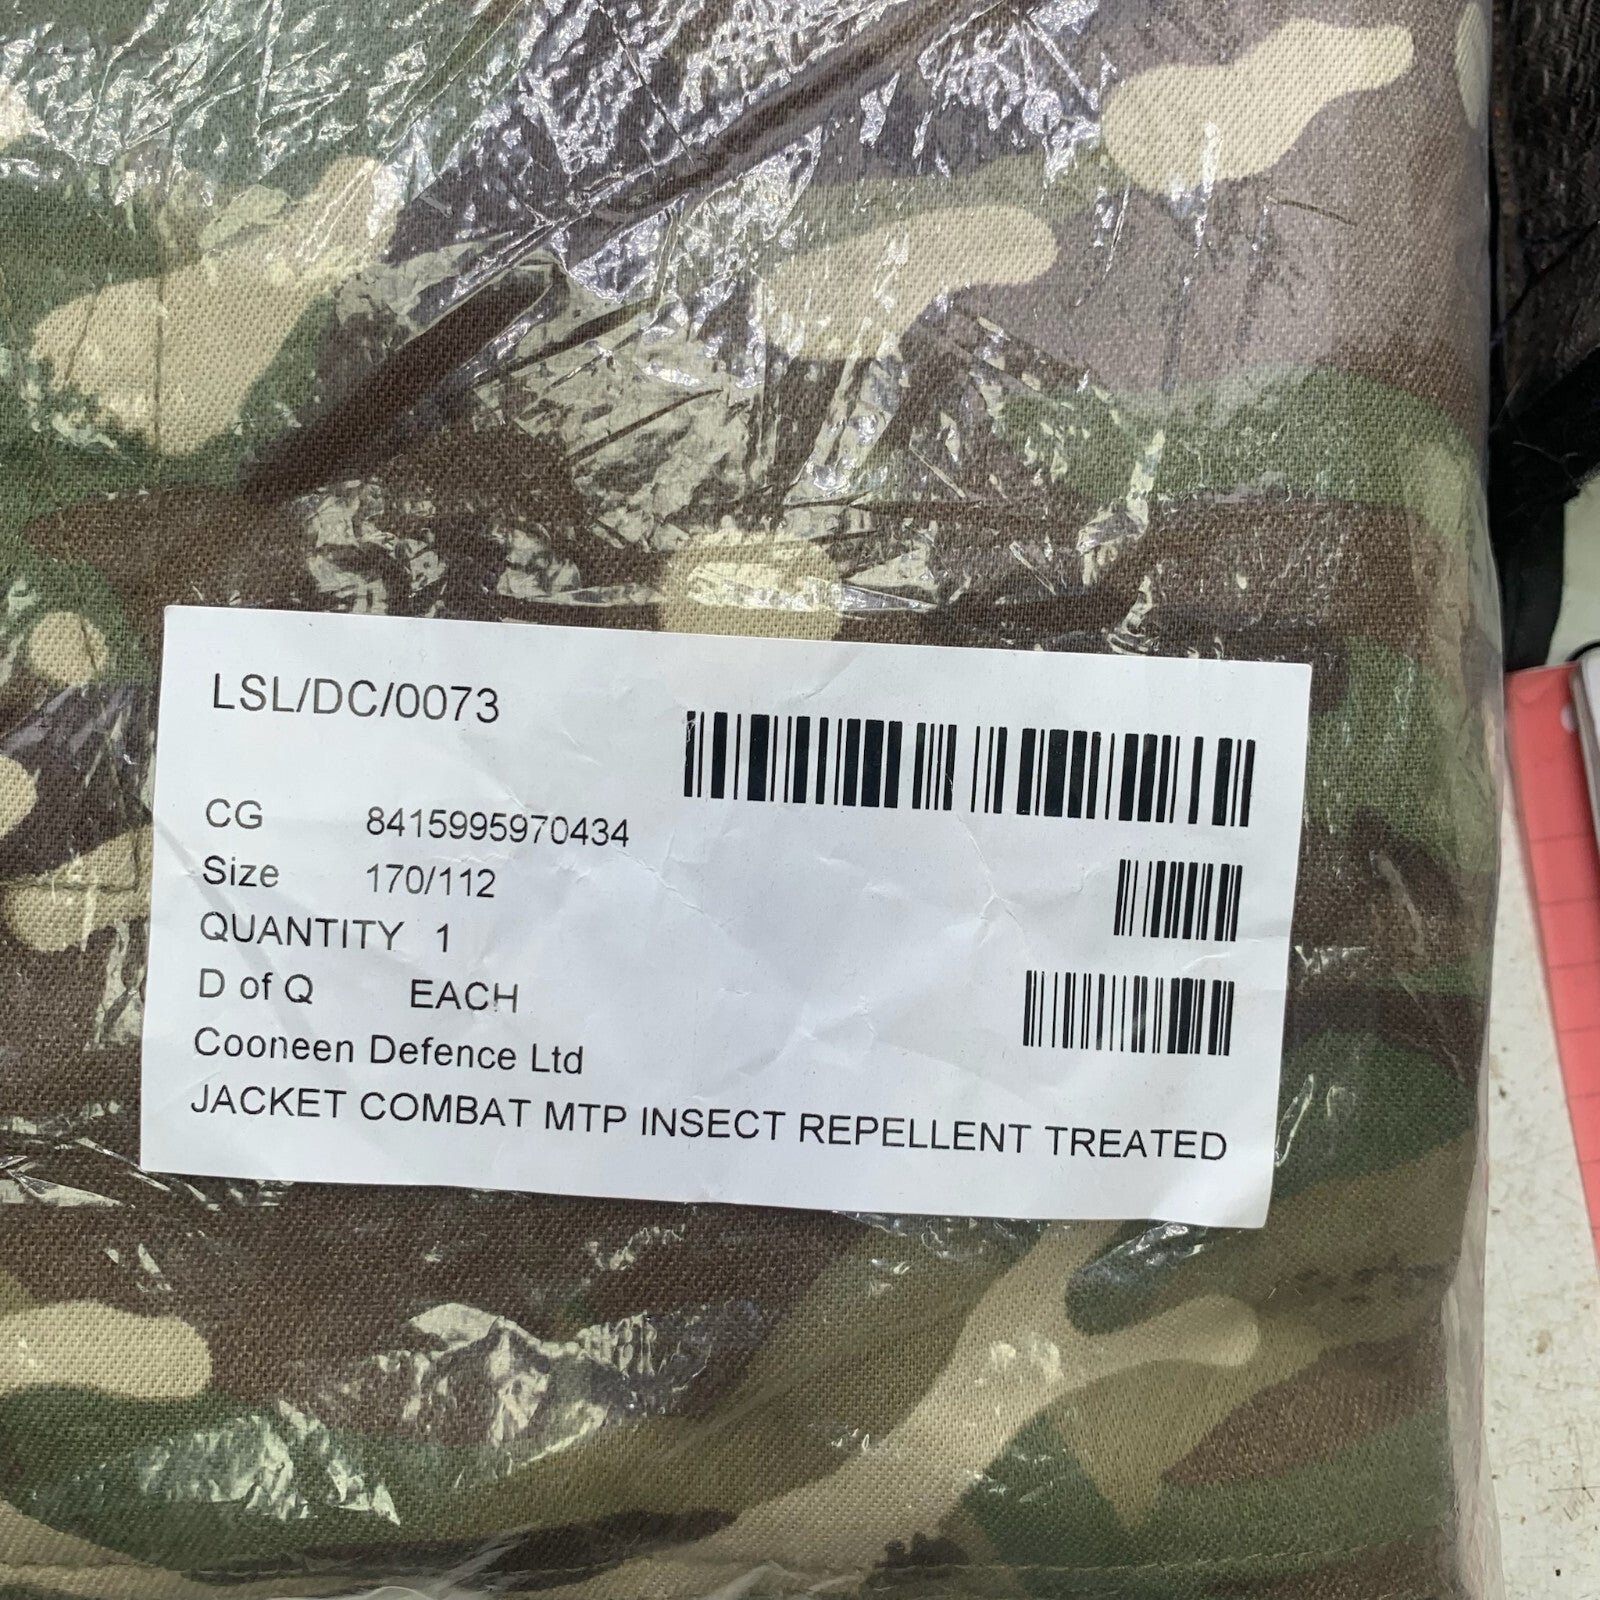 LSL/DC/0073
CG 8415995970434
Size 170/112
QUANTITY 1
D of Q EACH
Cooneen Defence Ltd
JACKET COMBAT MTP INSECT REPELLENT TREATED